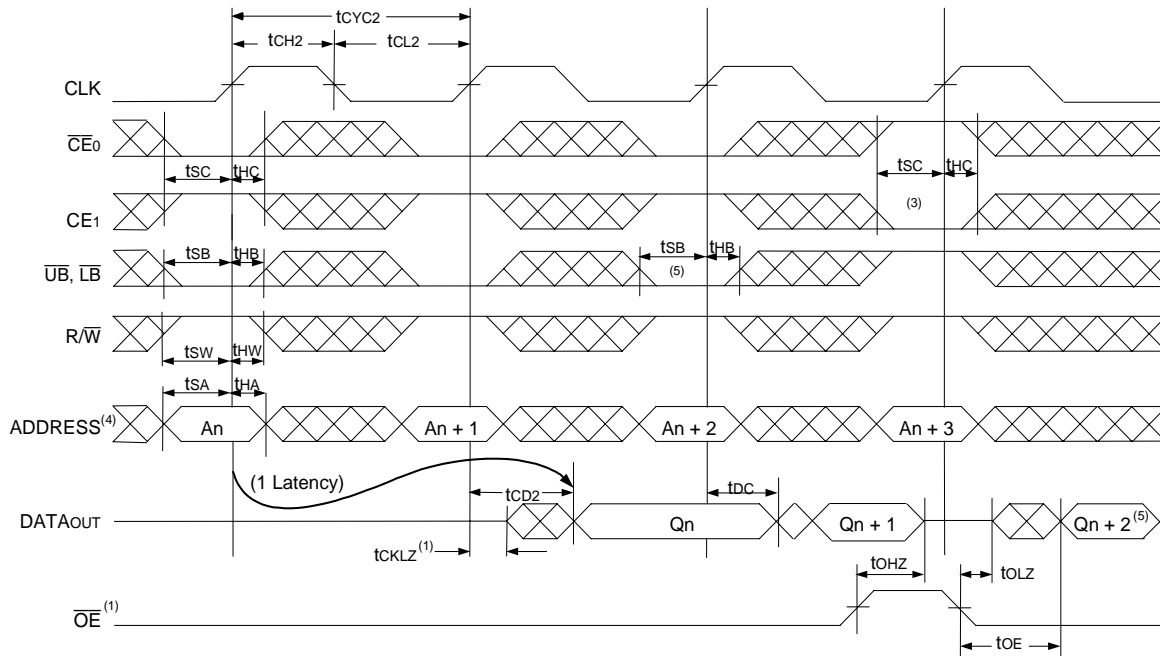 tCYC2
tCH2 tCL2
CLK
CE0
tSC tHC tSC tHC
(3)
CE1
tSB tHB tSB tHB
(5)
UB, LB
R/W
tSW tHW
tSA tHA
ADDRESS(4) An An + 1 An + 2 An + 3
(1 Latency) tCD2 tDC
DATAOUT Qn Qn + 1 Qn + 2(5)
tCKLZ(1)
tOHZ tOLZ
OE(1)
tOE